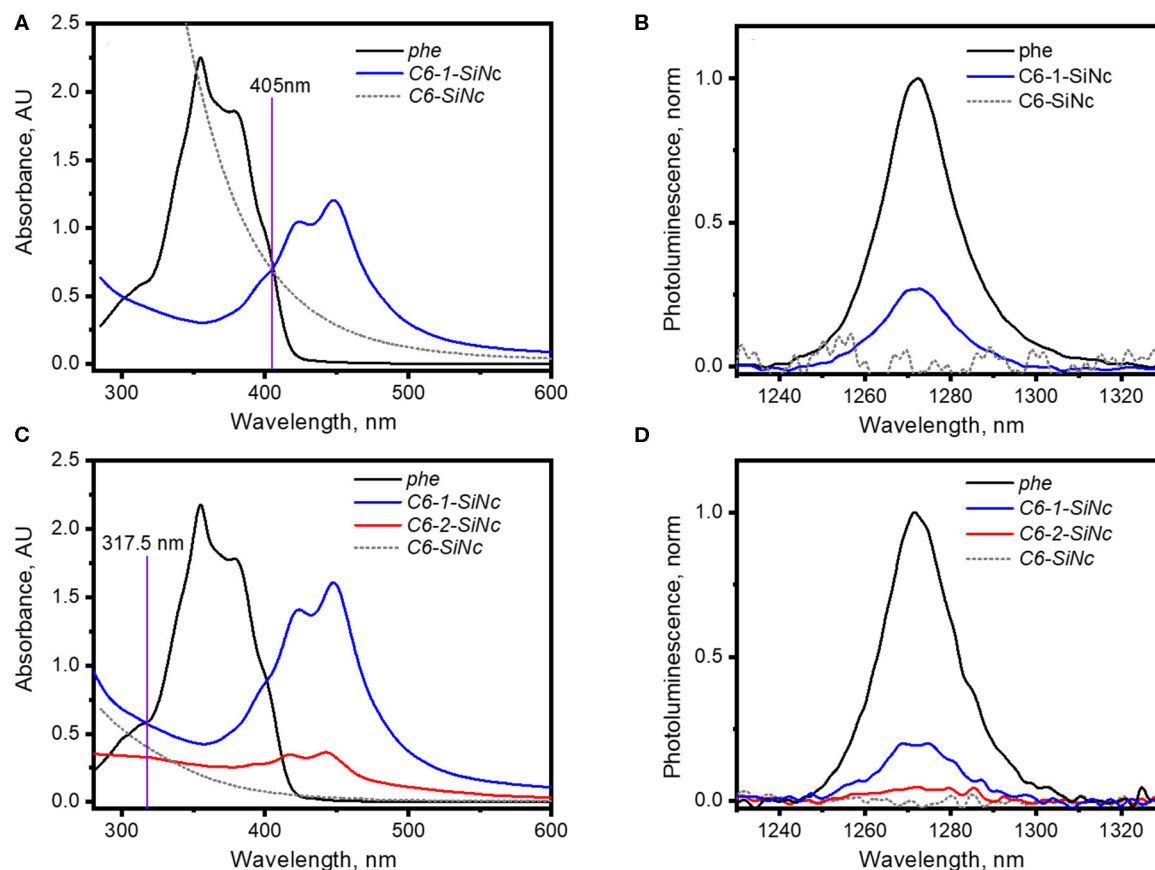 A
2.5
2.0
1.5
1.0
0.5
0.0
Absorbance, AU
300
400
500
600
Wavelength, nm
405nm
phe
C6-1-SiNc
C6-SiNc
B
1.0
0.5
0.0
Photoluminescence, norm
1240
1260
1280
1300
1320
Wavelength, nm
phe
C6-1-SiNc
C6-SiNc
C
2.5
2.0
1.5
1.0
0.5
0.0
Absorbance, AU
300
400
500
600
Wavelength, nm
317.5 nm
phe
C6-1-SiNc
C6-2-SiNc
C6-SiNc
D
1.0
0.5
0.0
Photoluminescence, norm
1240
1260
1280
1300
1320
Wavelength, nm
phe
C6-1-SiNc
C6-2-SiNc
C6-SiNc